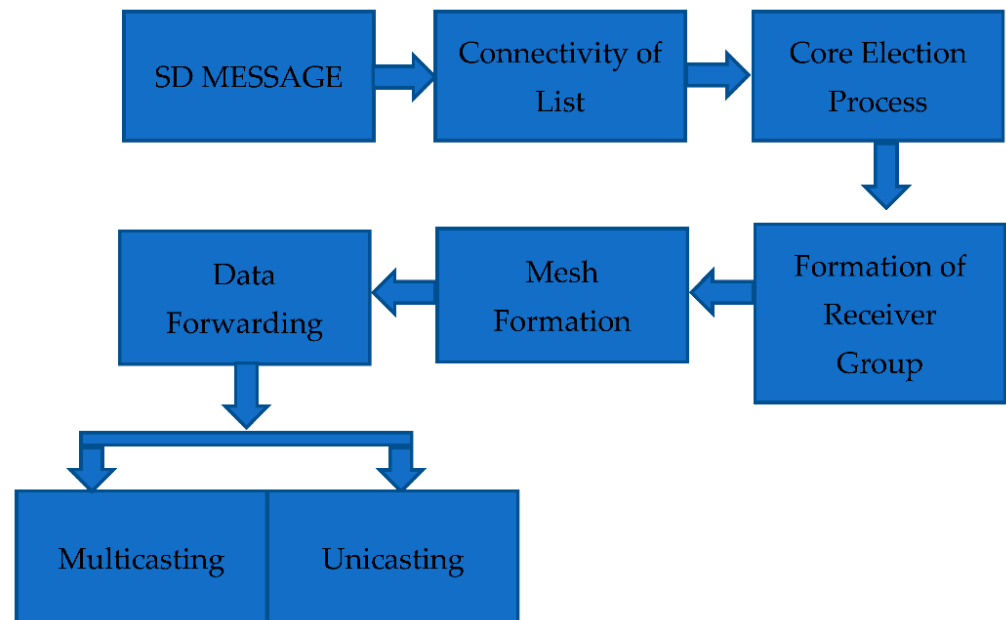 SD MESSAGE
Connectivity of
List
Core Election
Process
Formation of
Receiver
Group
Mesh
Formation
Data
Forwarding
Multicasting
Unicasting